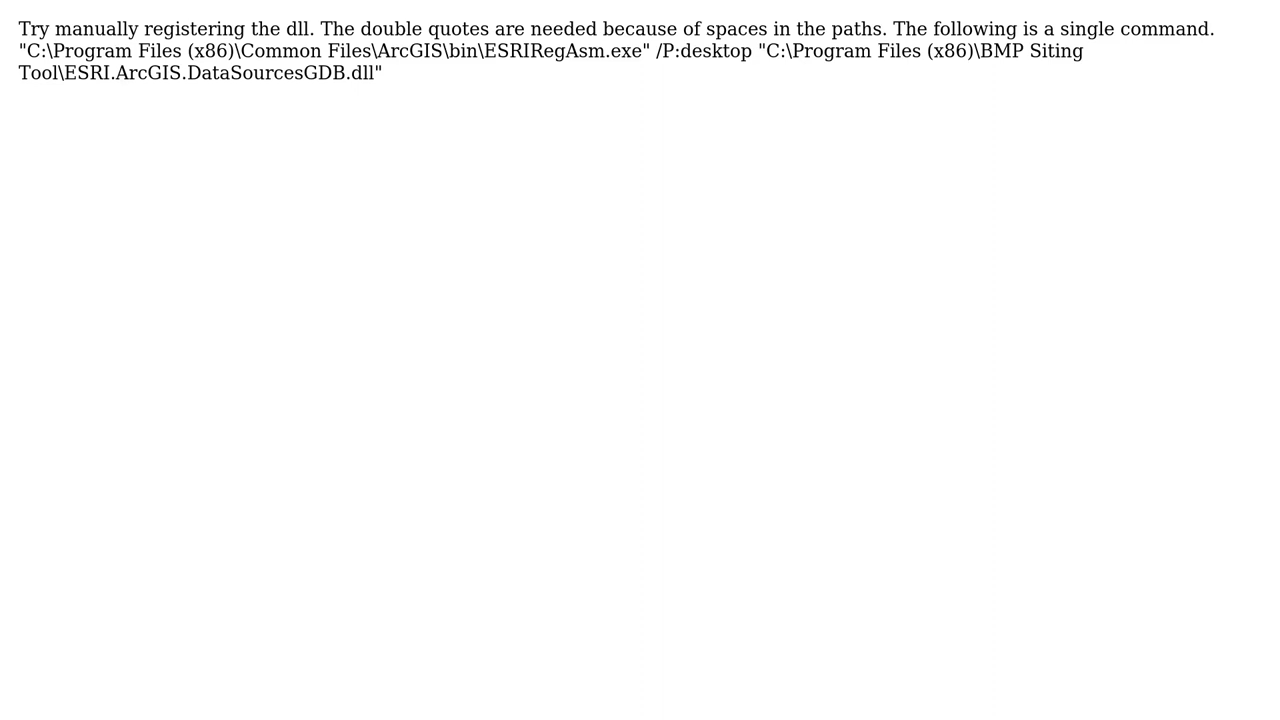 Try manually registering the dll. The double quotes are needed because of spaces in the paths. The following is a single command.
"C:\Program Files (x86)\Common Files\ArcGIS\bin\ESRIRegAsm.exe" /P:desktop "C:\Program Files (x86)\BMP Siting
Tool\ESRI.ArcGIS.DataSourcesGDB.dll"